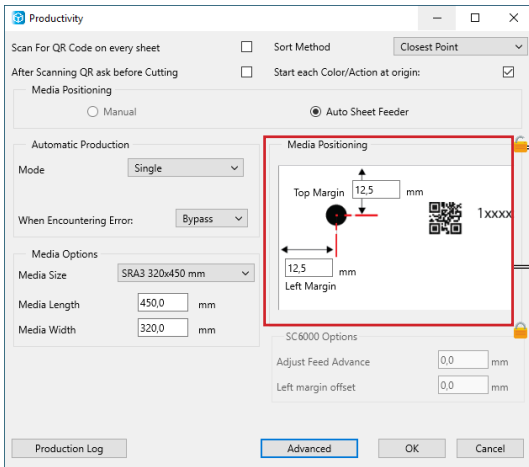 Productivity
Scan For QR Code on every sheet
Sort Method Closest Point
After Scanning QR ask before Cutting
Start each Color/Action at origin:
Media Positioning
Manual Auto Sheet Feeder
Automatic Production
Mode Single
When Encountering Error: Bypass
Media Options
Media Size SRA3 320x450 mm
Media Length 450,0 mm
Media Width 320,0 mm
Media Positioning
Top Margin 12,5 mm
1xxxx
12,5 mm
Left Margin
SC6000 Options
Adjust Feed Advance 0,0 mm
Left margin offset 0,0 mm
Production Log Advanced OK Cancel